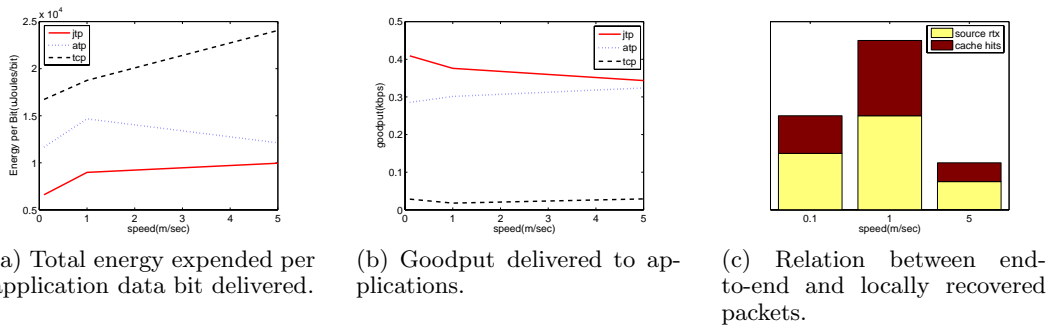 x 10^4
2.5
2
1.5
1
0.5
0 1 2 3 4 5
speed(m/sec)
Energy per Bit(uJoules/bit)
jtp
atp
tcp
0.5
0.4
0.3
0.2
0.1
0
0 1 2 3 4 5
speed(m/sec)
goodput(kbps)
jtp
atp
tcp
source rtx
cache hits
0.1 1 5
speed(m/sec)
a) Total energy expended per
application data bit delivered.
(b) Goodput delivered to ap-
plications.
(c) Relation between end-
to-end and locally recovered
packets.